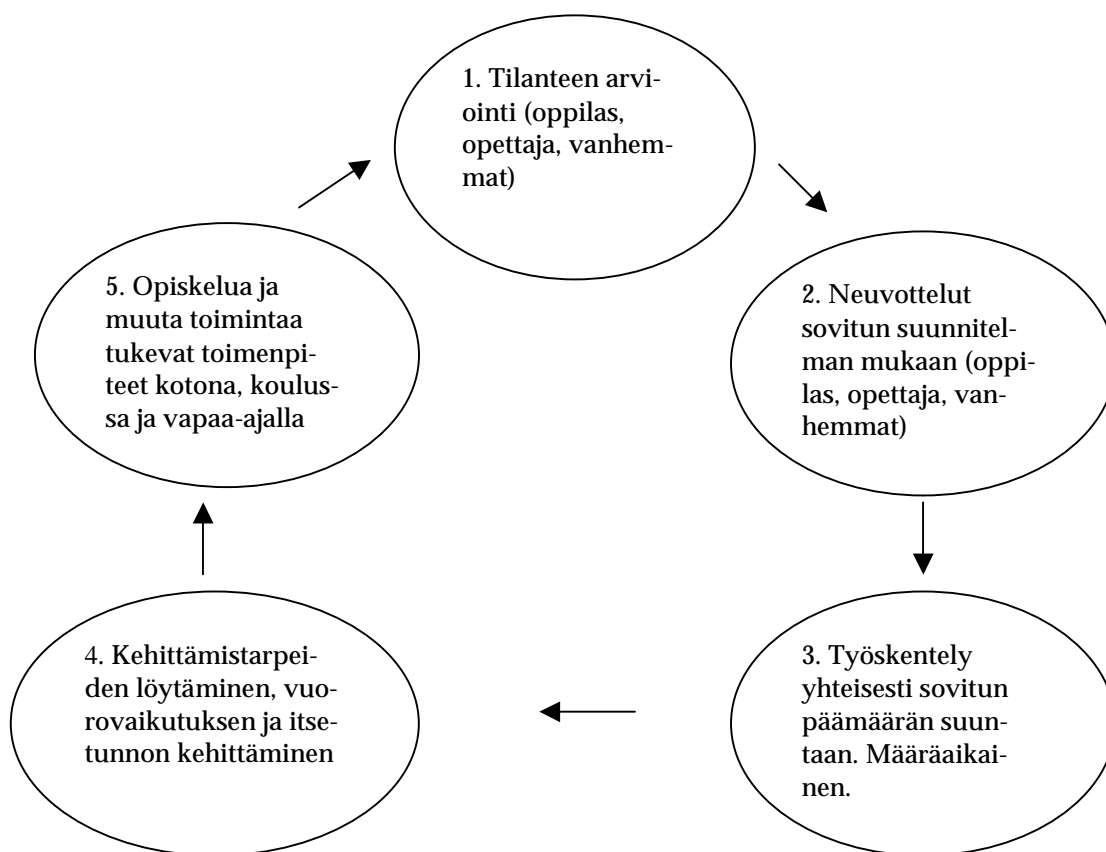 1. Tilanteen arvi-
ointi (oppilas,
opettaja, vanhem-
mat)
2. Neuvottelut
sovitun suunnitel-
man mukaan (oppi-
las, opettaja, van-
hemmat)
3. Työskentely
yhteisesti sovitun
päämäärän suun-
taan. Määräaikai-
nen.
4. Kehittämistarpei-
den löytäminen, vuo-
rovaikutuksen ja itse-
tunnon kehittäminen
5. Opiskelua ja
muuta toimintaa
tukevat toimenpi-
teet kotona, koulus-
sa ja vapaa-ajalla